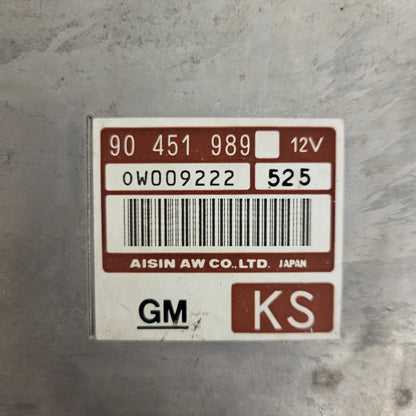 90 451 989 12V
0W009222 525
AISIN AW CO.,LTD. JAPAN
GM KS